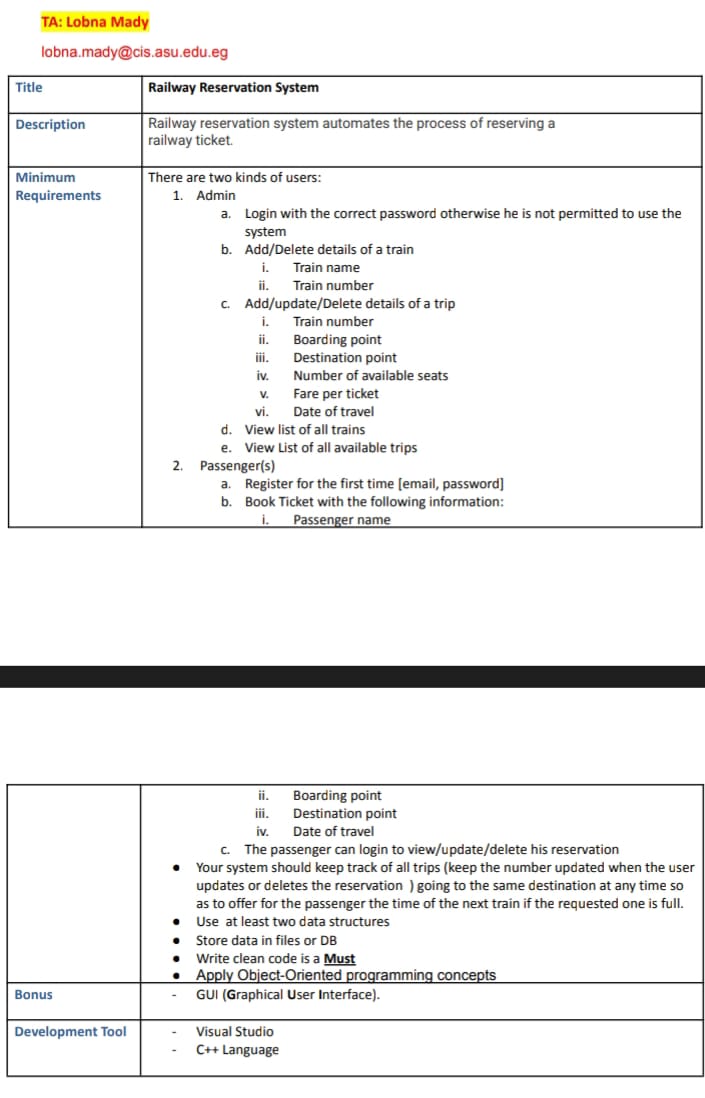 TA: Lobna Mady
lobna.mady@cis.asu.edu.eg
Title
Railway Reservation System
Description
Railway reservation system automates the process of reserving a
railway ticket.
Minimum
Requirements
There are two kinds of users:
1. Admin
a. Login with the correct password otherwise he is not permitted to use the
system
b. Add/Delete details of a train
i. Train name
ii. Train number
c. Add/update/Delete details of a trip
i. Train number
ii. Boarding point
iii. Destination point
iv. Number of available seats
v. Fare per ticket
vi. Date of travel
d. View list of all trains
e. View List of all available trips
2. Passenger(s)
a. Register for the first time [email, password]
b. Book Ticket with the following information:
i. Passenger name
ii. Boarding point
iii. Destination point
iv. Date of travel
c. The passenger can login to view/update/delete his reservation
• Your system should keep track of all trips (keep the number updated when the user
updates or deletes the reservation ) going to the same destination at any time so
as to offer for the passenger the time of the next train if the requested one is full.
• Use at least two data structures
• Store data in files or DB
• Write clean code is a Must
• Apply Object-Oriented programming concepts
Bonus
- GUI (Graphical User Interface).
Development Tool
- Visual Studio
- C++ Language